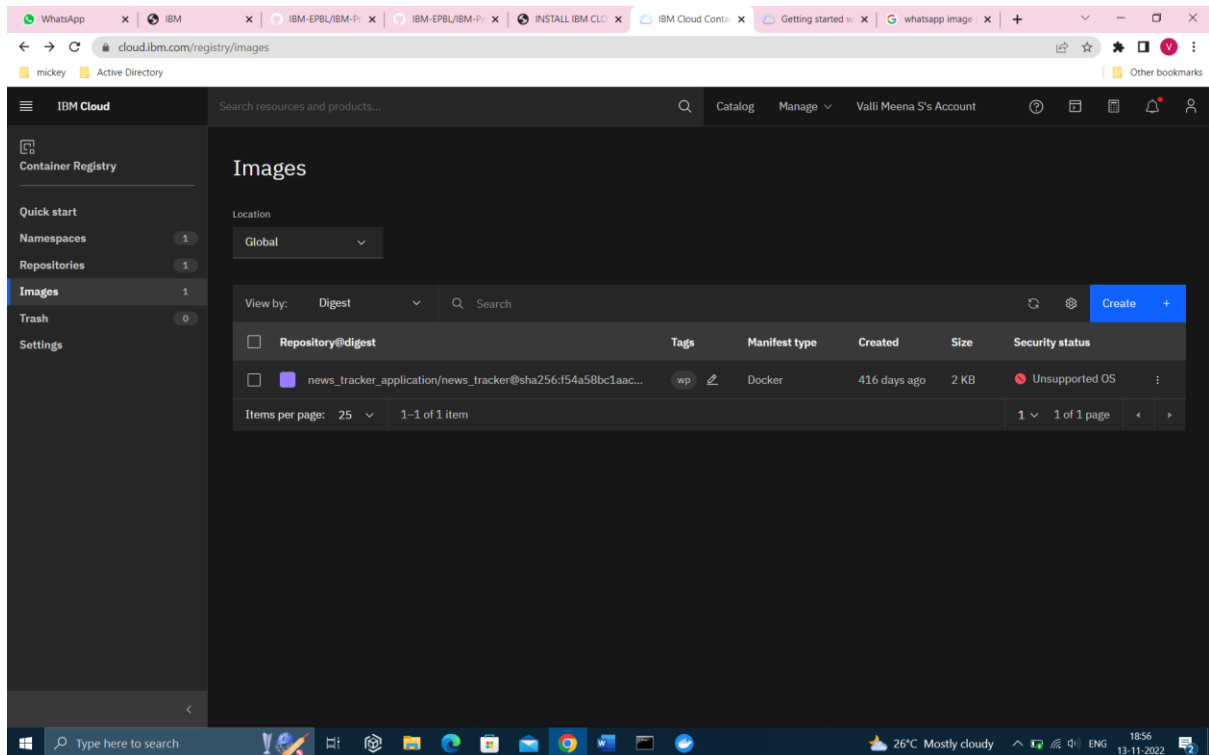 WhatsApp IBM IBM-EPBL/IBM-Pr IBM-EPBL/IBM-Pr INSTALL IBM CLO IBM Cloud Conta Getting started w whatsapp image
cloud.ibm.com/registry/images V
mickey Active Directory Other bookmarks
IBM Cloud Search resources and products... Catalog Manage Valli Meena S's Account
Container Registry
Quick start
Namespaces 1
Repositories 1
Images 1
Trash 0
Settings
Images
Location
Global
View by: Digest Search Create +
Repository@digest Tags Manifest type Created Size Security status
news_tracker_application/news_tracker@sha256:f54a58bc1aac... wp Docker 416 days ago 2 KB Unsupported OS
Items per page: 25 1–1 of 1 item 1 1 of 1 page
Type here to search 26°C Mostly cloudy ENG 18:56
13-11-2022 2